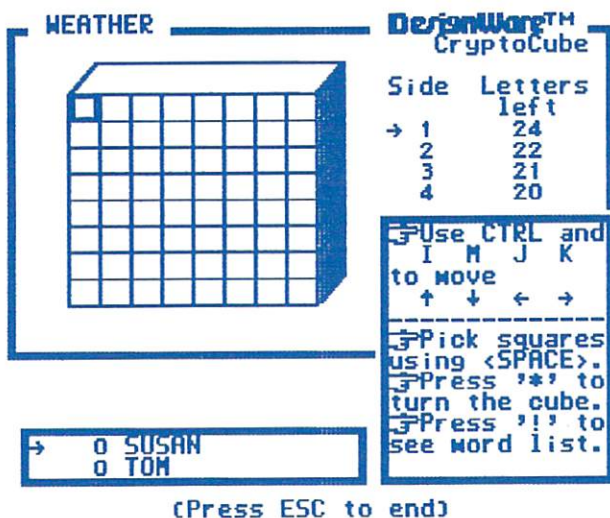 WEATHER
DesignWare™
CryptoCube
Side Letters
left
→ 1 24
2 22
3 21
4 20
Use CTRL and
I M J K
to move
↑ ↓ ← →
Pick squares
using <SPACE>.
Press '*' to
turn the cube.
Press '!' to
see word list.
→ 0 SUSAN
0 TOM
(Press ESC to end)